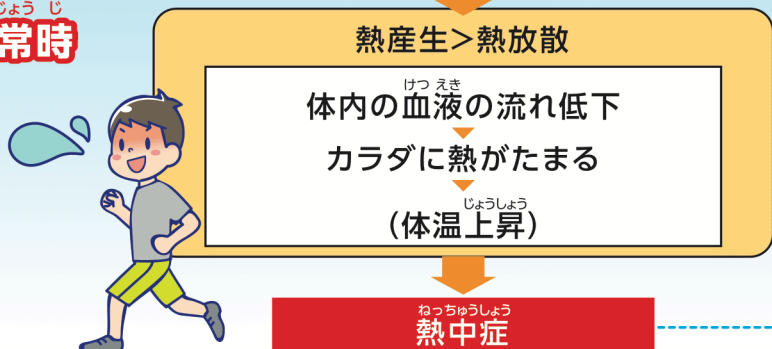 常時
熱産生＞熱放散
体内の血液の流れ低下
カラダに熱がたまる
（体温上昇）
熱中症